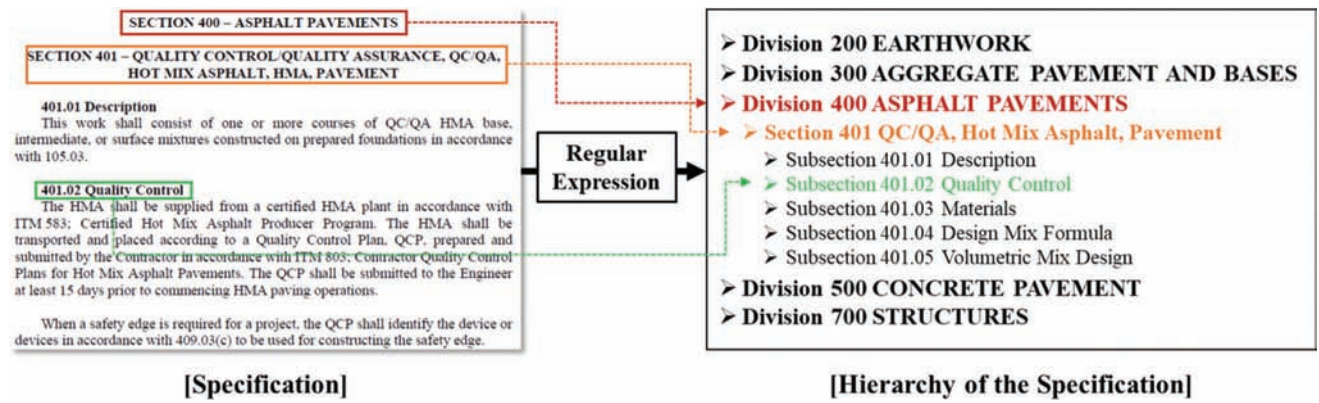 SECTION 400 – ASPHALT PAVEMENTS
SECTION 401 – QUALITY CONTROL/QUALITY ASSURANCE, QC/QA,
HOT MIX ASPHALT, HMA, PAVEMENT
401.01 Description
This work shall consist of one or more courses of QC/QA HMA base,
intermediate, or surface mixtures constructed on prepared foundations in accordance
with 105.03.
401.02 Quality Control
The HMA shall be supplied from a certified HMA plant in accordance with
ITM 583; Certified Hot Mix Asphalt Producer Program. The HMA shall be
transported and placed according to a Quality Control Plan, QCP, prepared and
submitted by the Contractor in accordance with ITM 803; Contractor Quality Control
Plans for Hot Mix Asphalt Pavements. The QCP shall be submitted to the Engineer
at least 15 days prior to commencing HMA paving operations.
When a safety edge is required for a project, the QCP shall identify the device or
devices in accordance with 409.03(c) to be used for constructing the safety edge.
[Specification]
Regular
Expression
➢ Division 200 EARTHWORK
➢ Division 300 AGGREGATE PAVEMENT AND BASES
➢ Division 400 ASPHALT PAVEMENTS
➢ Section 401 QC/QA, Hot Mix Asphalt, Pavement
➢ Subsection 401.01 Description
➢ Subsection 401.02 Quality Control
➢ Subsection 401.03 Materials
➢ Subsection 401.04 Design Mix Formula
➢ Subsection 401.05 Volumetric Mix Design
➢ Division 500 CONCRETE PAVEMENT
➢ Division 700 STRUCTURES
[Hierarchy of the Specification]